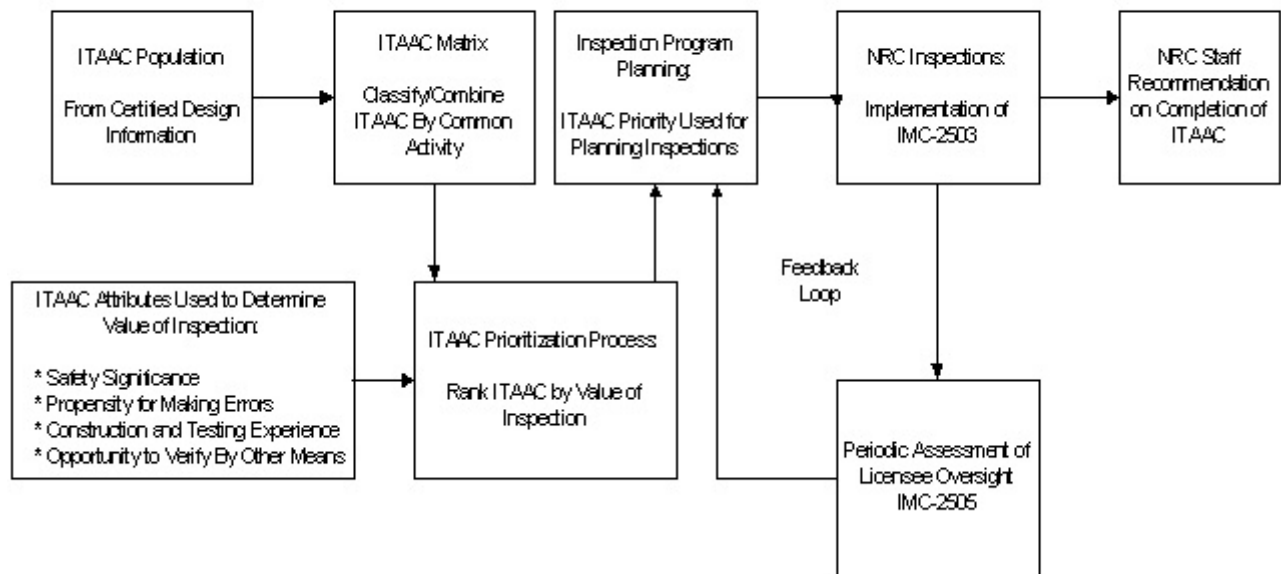 ITAAC Population
From Certified Design
Information
ITAAC Matrix
Classify/Combine
ITAAC By Common
Activity
Inspection Program
Planning:
ITAAC Priority Used for
Planning Inspections
NRC Inspections:
Implementation of
IMC-2503
NRC Staff
Recommendation
on Completion of
ITAAC
ITAAC Attributes Used to Determine
Value of Inspection:
* Safety Significance
* Propensity for Making Errors
* Construction and Testing Experience
* Opportunity to Verify By Other Means
ITAAC Prioritization Process:
Rank ITAAC by Value of
Inspection
Feedback
Loop
Periodic Assessment of
Licensee Oversight
IMC-2505